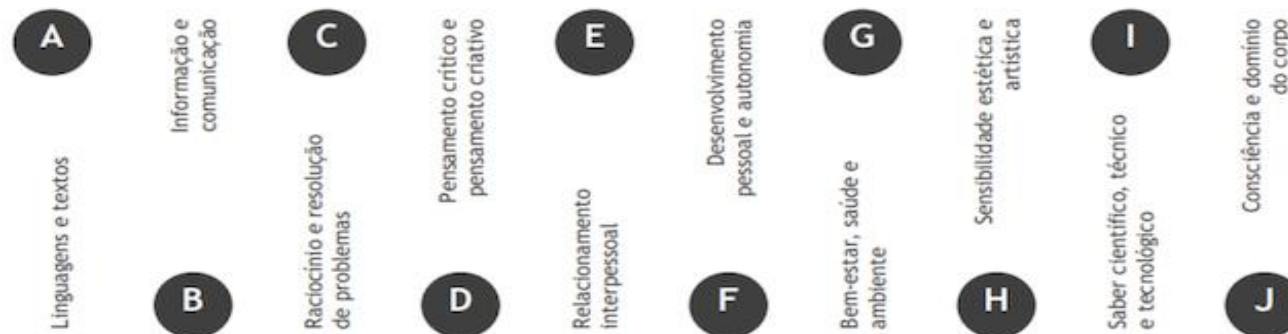 A
Linguagens e textos
B
Informação e
comunicação
C
Raciocínio e resolução
de problemas
D
Pensamento crítico e
pensamento criativo
E
Relacionamento
interpessoal
F
Desenvolvimento
pessoal e autonomia
G
Bem-estar, saúde e
ambiente
H
Sensibilidade estética e
artística
I
Saber científico, técnico
e tecnológico
J
Consciência e domínio
do corpo